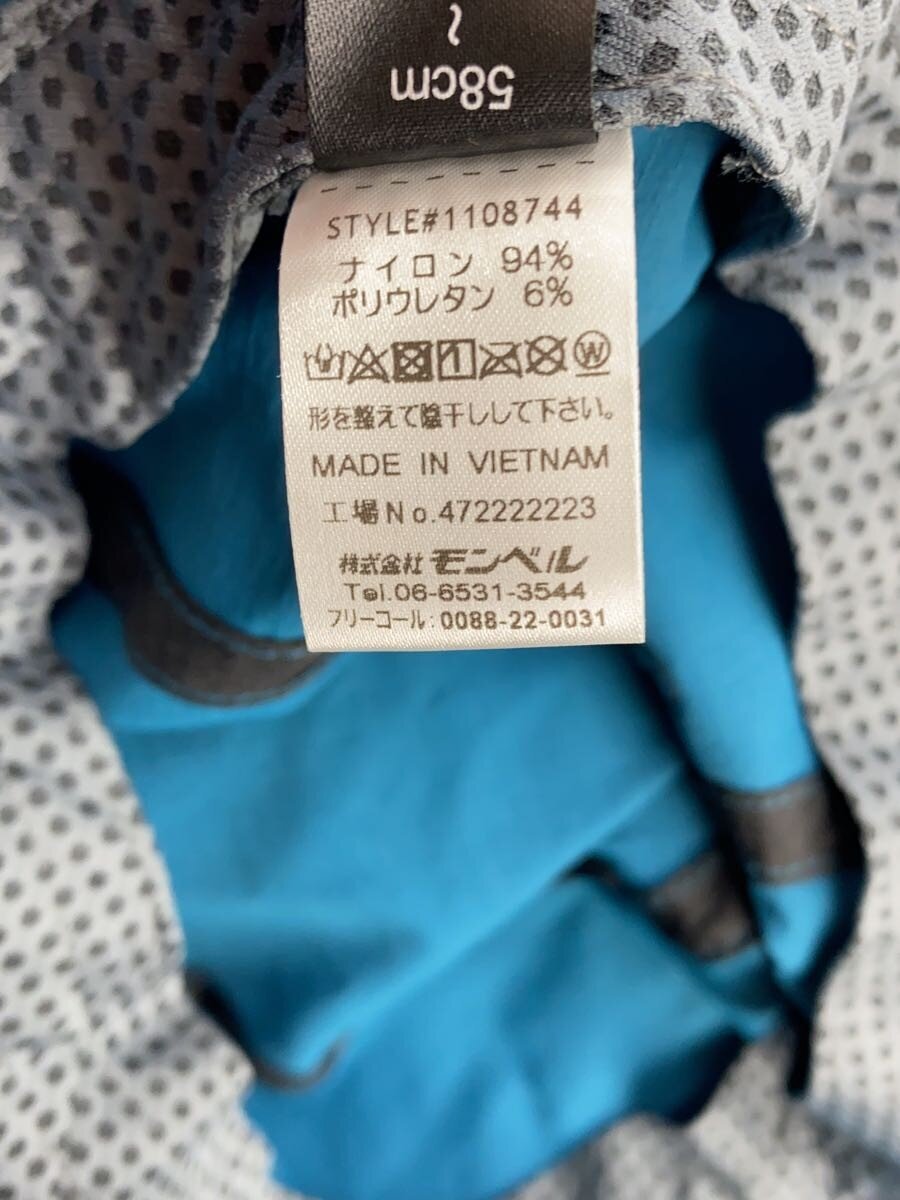 58cm
～
STYLE#1108744
ナイロン 94%
ポリウレタン 6%
形を整えて陰干しして下さい。
MADE IN VIETNAM
工場No.472222223
株式会社 モンベル
Tel.06-6531-3544
フリーコール:0088-22-0031